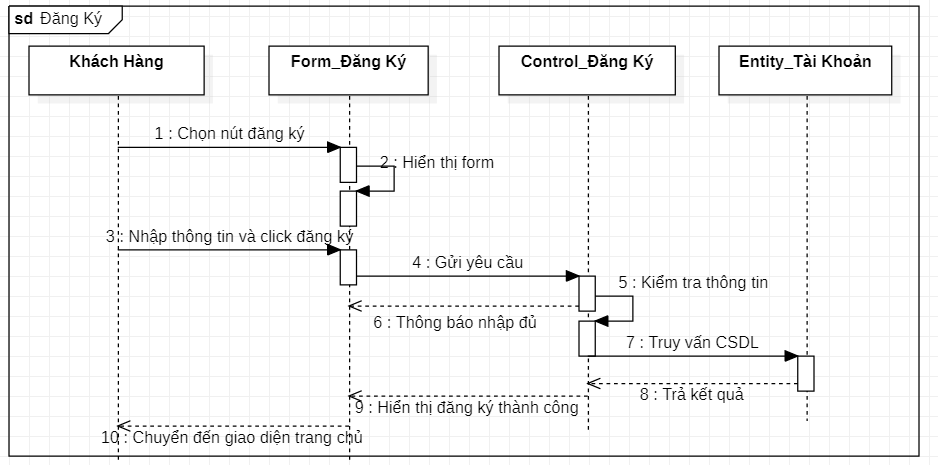 sd Đăng Ký
Khách Hàng
Form_Đăng Ký
Control_Đăng Ký
Entity_Tài Khoản
1 : Chọn nút đăng ký
2 : Hiển thị form
3 : Nhập thông tin và click đăng ký
4 : Gửi yêu cầu
5 : Kiểm tra thông tin
6 : Thông báo nhập đủ
7 : Truy vấn CSDL
8 : Trả kết quả
9 : Hiển thị đăng ký thành công
10 : Chuyển đến giao diện trang chủ